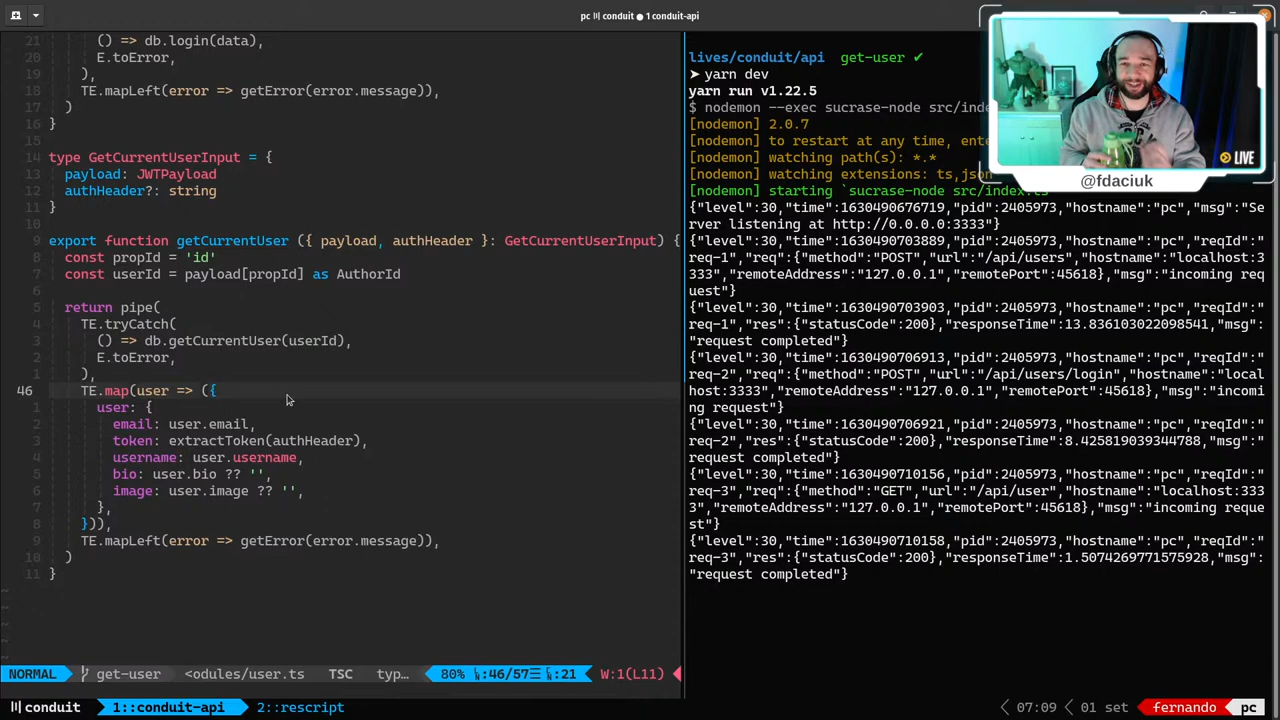 pc conduit ● 1 conduit-api
21 () => db.login(data),
20 E.toError,
19 ),
18 TE.mapLeft(error => getError(error.message)),
17 )
16 }
15
14 type GetCurrentUserInput = {
13 payload: JWTPayload
12 authHeader?: string
11 }
10
9 export function getCurrentUser ({ payload, authHeader }: GetCurrentUserInput) {
8 const propId = 'id'
7 const userId = payload[propId] as AuthorId
6
5 return pipe(
4 TE.tryCatch(
3 () => db.getCurrentUser(userId),
2 E.toError,
1 ),
46 TE.map(user => ({
1 user: {
2 email: user.email,
3 token: extractToken(authHeader),
4 username: user.username,
5 bio: user.bio ?? '',
6 image: user.image ?? '',
7 },
8 })),
9 TE.mapLeft(error => getError(error.message)),
10 )
11 }
~
~
~
~
NORMAL get-user <odules/user.ts TSC typ… 80% :46/57 :21 W:1(L11)
lives/conduit/api get-user ✔
➤ yarn dev
yarn run v1.22.5
$ nodemon --exec sucrase-node src/ind
[nodemon] 2.0.7
[nodemon] to restart at any time, ente
[nodemon] watching path(s): *.*
[nodemon] watching extensions: ts,json
[nodemon] starting `sucrase-node src/index.ts`
{"level":30,"time":1630490676719,"pid":2405973,"hostname":"pc","msg":"Se
rver listening at http://0.0.0.0:3333"}
{"level":30,"time":1630490703889,"pid":2405973,"hostname":"pc","reqId":"
req-1","req":{"method":"POST","url":"/api/users","hostname":"localhost:3
333","remoteAddress":"127.0.0.1","remotePort":45618},"msg":"incoming req
uest"}
{"level":30,"time":1630490703903,"pid":2405973,"hostname":"pc","reqId":"
req-1","res":{"statusCode":200},"responseTime":13.836103022098541,"msg":
"request completed"}
{"level":30,"time":1630490706913,"pid":2405973,"hostname":"pc","reqId":"
req-2","req":{"method":"POST","url":"/api/users/login","hostname":"local
host:3333","remoteAddress":"127.0.0.1","remotePort":45618},"msg":"incomi
ng request"}
{"level":30,"time":1630490706921,"pid":2405973,"hostname":"pc","reqId":"
req-2","res":{"statusCode":200},"responseTime":8.425819039344788,"msg":"
request completed"}
{"level":30,"time":1630490710156,"pid":2405973,"hostname":"pc","reqId":"
req-3","req":{"method":"GET","url":"/api/user","hostname":"localhost:333
3","remoteAddress":"127.0.0.1","remotePort":45618},"msg":"incoming reque
st"}
{"level":30,"time":1630490710158,"pid":2405973,"hostname":"pc","reqId":"
req-3","res":{"statusCode":200},"responseTime":1.5074269771575928,"msg":
"request completed"}
LIVE
@fdaciuk
conduit 1::conduit-api 2::rescript 07:09 01 set fernando pc